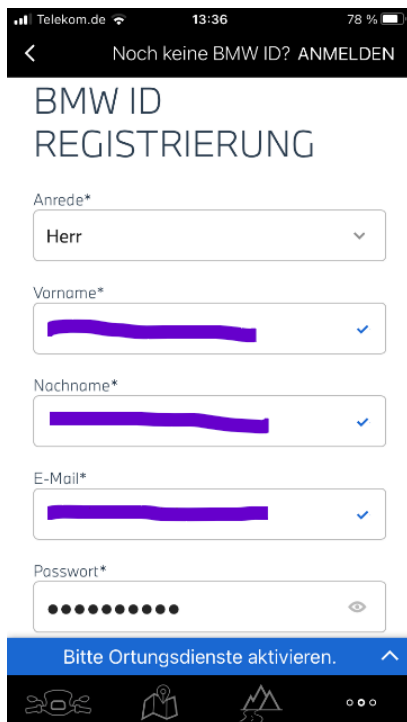 Telekom.de 13:36 78 %
Noch keine BMW ID? ANMELDEN
BMW ID
REGISTRIERUNG
Anrede*
Herr
Vorname*
Nachname*
E-Mail*
Passwort*
Bitte Ortungsdienste aktivieren.